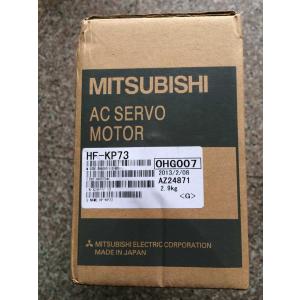 MITSUBISHI
AC SERVO
MOTOR
HF-KP73
OHG007
2013/2/08
AZ24871
2.9kg
<G>
MITSUBISHI ELECTRIC CORPORATION
MADE IN JAPAN